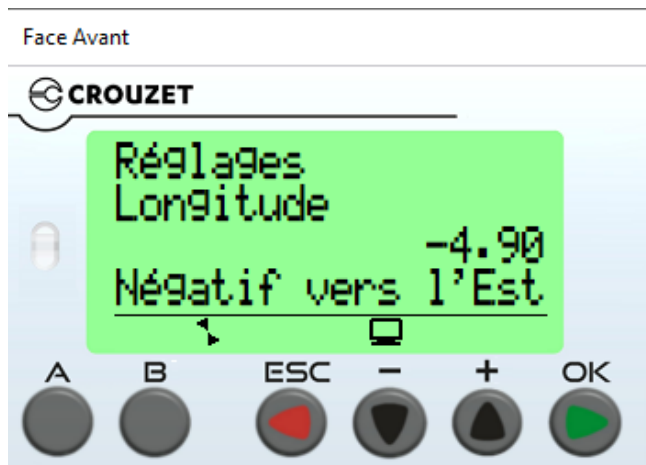 Face Avant
CROUZET
Réglages
Longitude
-4.90
Négatif vers l'Est
A B ESC - + OK